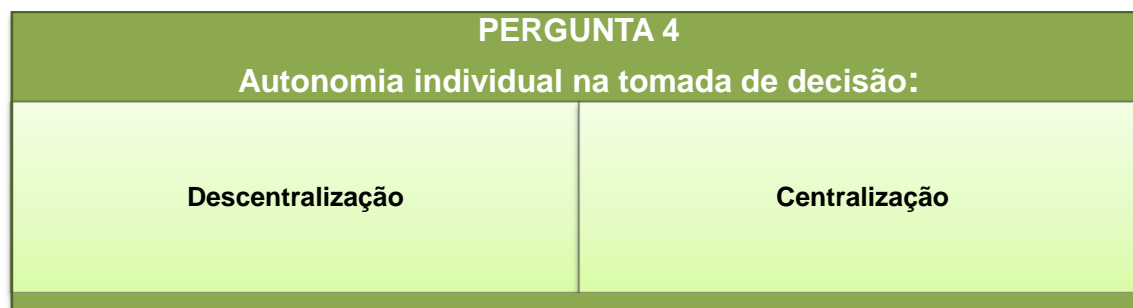 PERGUNTA 4
Autonomia individual na tomada de decisão:
Descentralização
Centralização